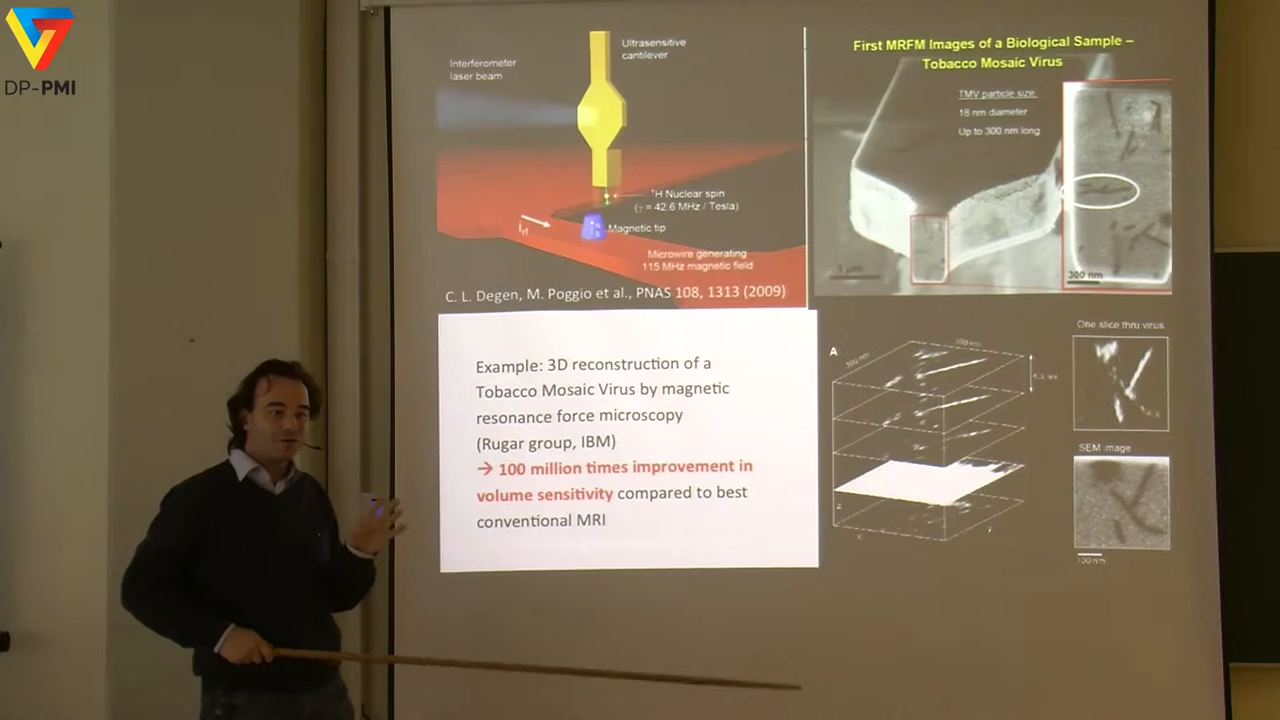 DP-PMI
Interferometer
laser beam
Ultrasensitive
cantilever
¹H Nuclear spin
(γ = 42.6 MHz / Tesla)
Magnetic tip
i_rf
Microwire generating
115 MHz magnetic field
C. L. Degen, M. Poggio et al., PNAS 108, 1313 (2009)
First MRFM Images of a Biological Sample –
Tobacco Mosaic Virus
TMV particle size
18 nm diameter
Up to 300 nm long
1 µm
300 nm
Example: 3D reconstruction of a
Tobacco Mosaic Virus by magnetic
resonance force microscopy
(Rugar group, IBM)
→ 100 million times improvement in
volume sensitivity compared to best
conventional MRI
A
z
x
y
One slice thru virus
SEM image
100 nm